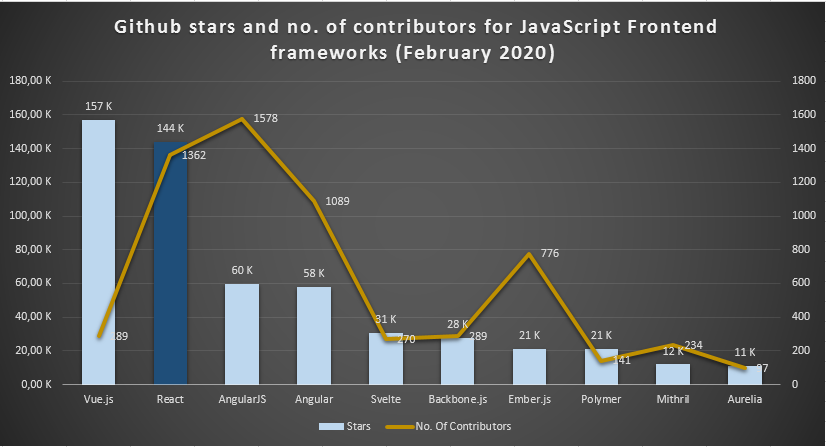 Github stars and no. of contributors for JavaScript Frontend
frameworks (February 2020)
180,00 K
160,00 K
140,00 K
120,00 K
100,00 K
80,00 K
60,00 K
40,00 K
20,00 K
0,00 K
157 K
144 K
60 K
58 K
31 K
28 K
21 K
21 K
12 K
11 K
1362
1578
1089
270
289
776
234
1800
1600
1400
1200
1000
800
600
400
200
0
Vue.js
React
AngularJS
Angular
Svelte
Backbone.js
Ember.js
Polymer
Mithril
Aurelia
Stars
No. Of Contributors